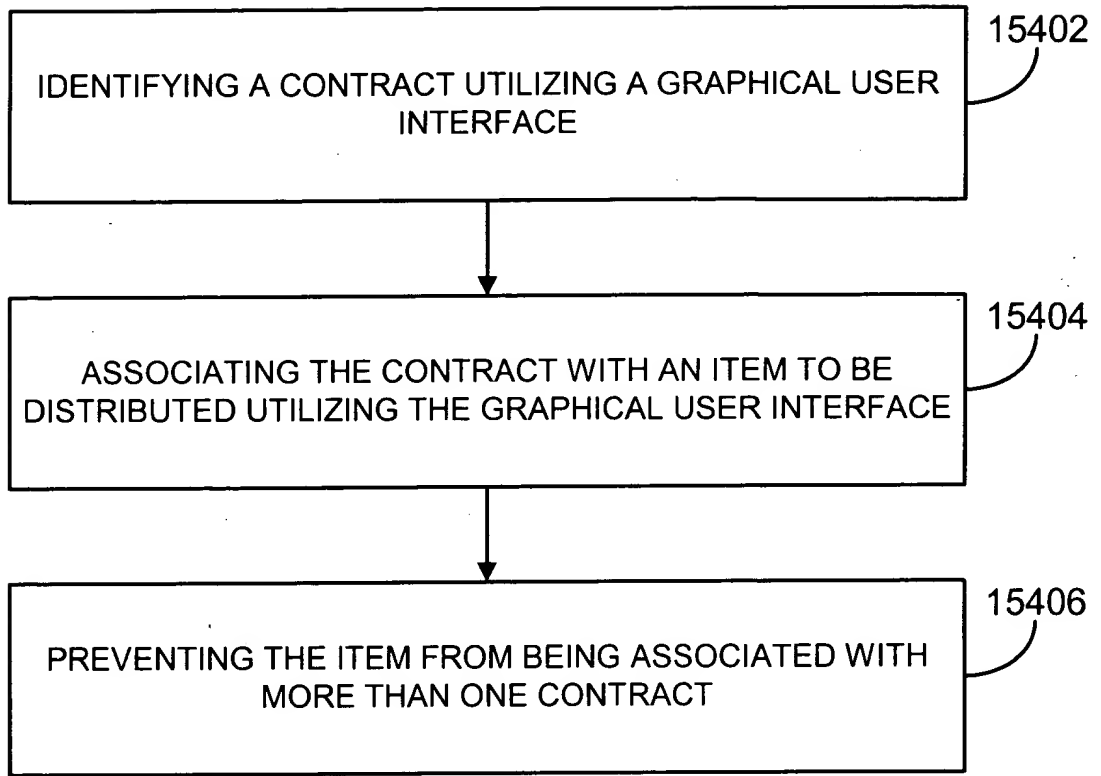 15402
IDENTIFYING A CONTRACT UTILIZING A GRAPHICAL USER
INTERFACE
15404
ASSOCIATING THE CONTRACT WITH AN ITEM TO BE
DISTRIBUTED UTILIZING THE GRAPHICAL USER INTERFACE
15406
PREVENTING THE ITEM FROM BEING ASSOCIATED WITH
MORE THAN ONE CONTRACT